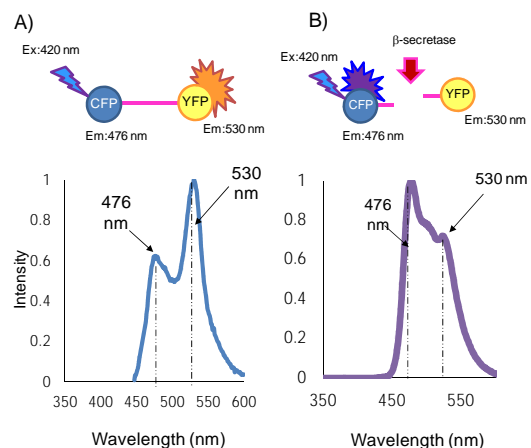 A)
Ex:420 nm
CFP
YFP
Em:476 nm
Em:530 nm
530
nm
476
nm
Intensity
1
0.8
0.6
0.4
0.2
0
350 400 450 500 550 600
Wavelength (nm)
B)
β-secretase
Ex:420 nm
CFP
YFP
Em:530 nm
Em:476 nm
530 nm
476
nm
1
0.8
0.6
0.4
0.2
0
350 450 550
Wavelength (nm)